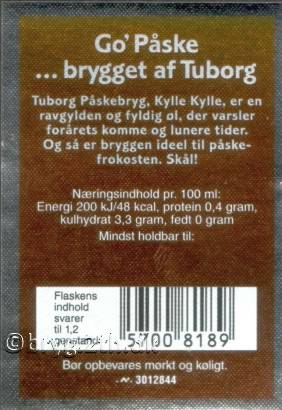 Go' Påske
... brygget af Tuborg
Tuborg Påskebryg, Kylle Kylle, er en
ravgylden og fyldig øl, der varsler
forårets komme og lunere tider.
Og så er bryggen ideel til påske-
frokosten. Skål!
Næringsindhold pr. 100 ml:
Energi 200 kJ/48 kcal, protein 0,4 gram,
kulhydrat 3,3 gram, fedt 0 gram
Mindst holdbar til:
Flaskens
indhold
svarer
til 1,2
genstand.
5700 8189
Bør opbevares mørkt og køligt.
3012844